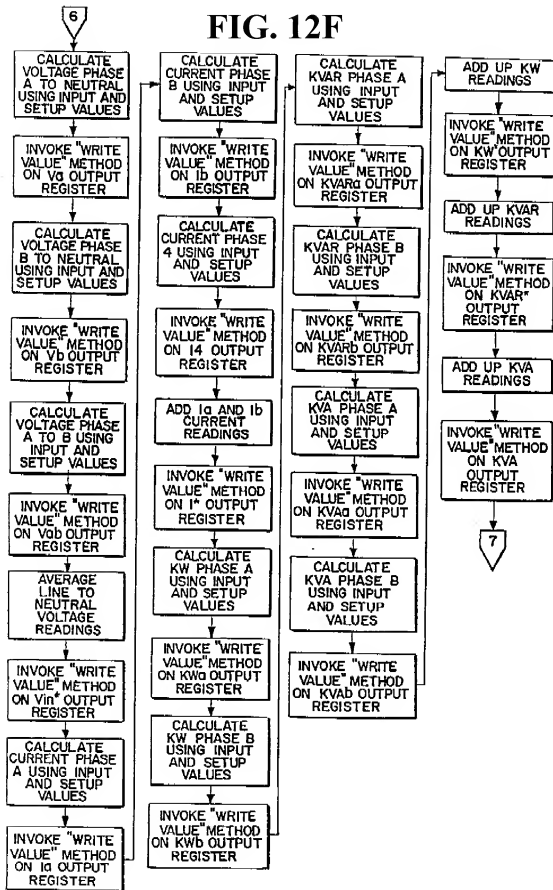 FIG. 12F
6
CALCULATE
VOLTAGE PHASE
A TO NEUTRAL
USING INPUT AND
SETUP VALUES
INVOKE "WRITE
VALUE" METHOD
ON Va OUTPUT
REGISTER
CALCULATE
VOLTAGE PHASE
B TO NEUTRAL
USING INPUT AND
SETUP VALUES
INVOKE "WRITE
VALUE" METHOD
ON Vb OUTPUT
REGISTER
CALCULATE
VOLTAGE PHASE
A TO B USING
INPUT AND
SETUP VALUES
INVOKE "WRITE
VALUE" METHOD
ON Vab OUTPUT
REGISTER
AVERAGE
LINE TO
NEUTRAL
VOLTAGE
READINGS
INVOKE "WRITE
VALUE" METHOD
ON Vin* OUTPUT
REGISTER
CALCULATE
CURRENT PHASE
A USING INPUT
AND SETUP
VALUES
INVOKE "WRITE
VALUE" METHOD
ON Ia OUTPUT
REGISTER
CALCULATE
CURRENT PHASE
B USING INPUT
AND SETUP
VALUES
INVOKE "WRITE
VALUE" METHOD
ON Ib OUTPUT
REGISTER
CALCULATE
CURRENT PHASE
4 USING INPUT
AND SETUP
VALUES
INVOKE "WRITE
VALUE" METHOD
ON I4 OUTPUT
REGISTER
ADD Ia AND Ib
CURRENT
READINGS
INVOKE "WRITE
VALUE" METHOD
ON I* OUTPUT
REGISTER
CALCULATE
KW PHASE A
USING INPUT
AND SETUP
VALUES
INVOKE "WRITE
VALUE" METHOD
ON KWa OUTPUT
REGISTER
CALCULATE
KW PHASE B
USING INPUT
AND SETUP
VALUES
INVOKE "WRITE
VALUE" METHOD
ON KWb OUTPUT
REGISTER
CALCULATE
KVAR PHASE A
USING INPUT
AND SETUP
VALUES
INVOKE "WRITE
VALUE" METHOD
ON KVARa OUTPUT
REGISTER
CALCULATE
KVAR PHASE B
USING INPUT
AND SETUP
VALUES
INVOKE "WRITE
VALUE" METHOD
ON KVARb OUTPUT
REGISTER
CALCULATE
KVA PHASE A
USING INPUT
AND SETUP
VALUES
INVOKE "WRITE
VALUE" METHOD
ON KVAa OUTPUT
REGISTER
CALCULATE
KVA PHASE B
USING INPUT
AND SETUP
VALUES
INVOKE "WRITE
VALUE" METHOD
ON KVAb OUTPUT
REGISTER
ADD UP KW
READINGS
INVOKE "WRITE
VALUE" METHOD
ON KW* OUTPUT
REGISTER
ADD UP KVAR
READINGS
INVOKE "WRITE
VALUE" METHOD
ON KVAR*
OUTPUT
REGISTER
ADD UP KVA
READINGS
INVOKE "WRITE
VALUE" METHOD
ON KVA
OUTPUT
REGISTER
7